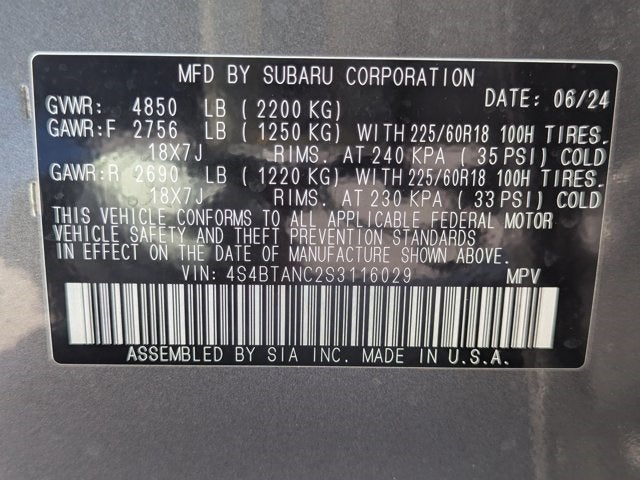 MFD BY SUBARU CORPORATION
DATE: 06/24
GVWR: 4850 LB ( 2200 KG)
GAWR:F 2756 LB ( 1250 KG) WITH 225/60R18 100H TIRES.
18X7J RIMS. AT 240 KPA ( 35 PSI) COLD
GAWR:R 2690 LB ( 1220 KG) WITH 225/60R18 100H TIRES.
18X7J RIMS. AT 230 KPA ( 33 PSI) COLD
THIS VEHICLE CONFORMS TO ALL APPLICABLE FEDERAL MOTOR
VEHICLE SAFETY AND THEFT PREVENTION STANDARDS
IN EFFECT ON THE DATE OF MANUFACTURE SHOWN ABOVE.
VIN: 4S4BTANC2S3116029 MPV
ASSEMBLED BY SIA INC. MADE IN U.S.A.